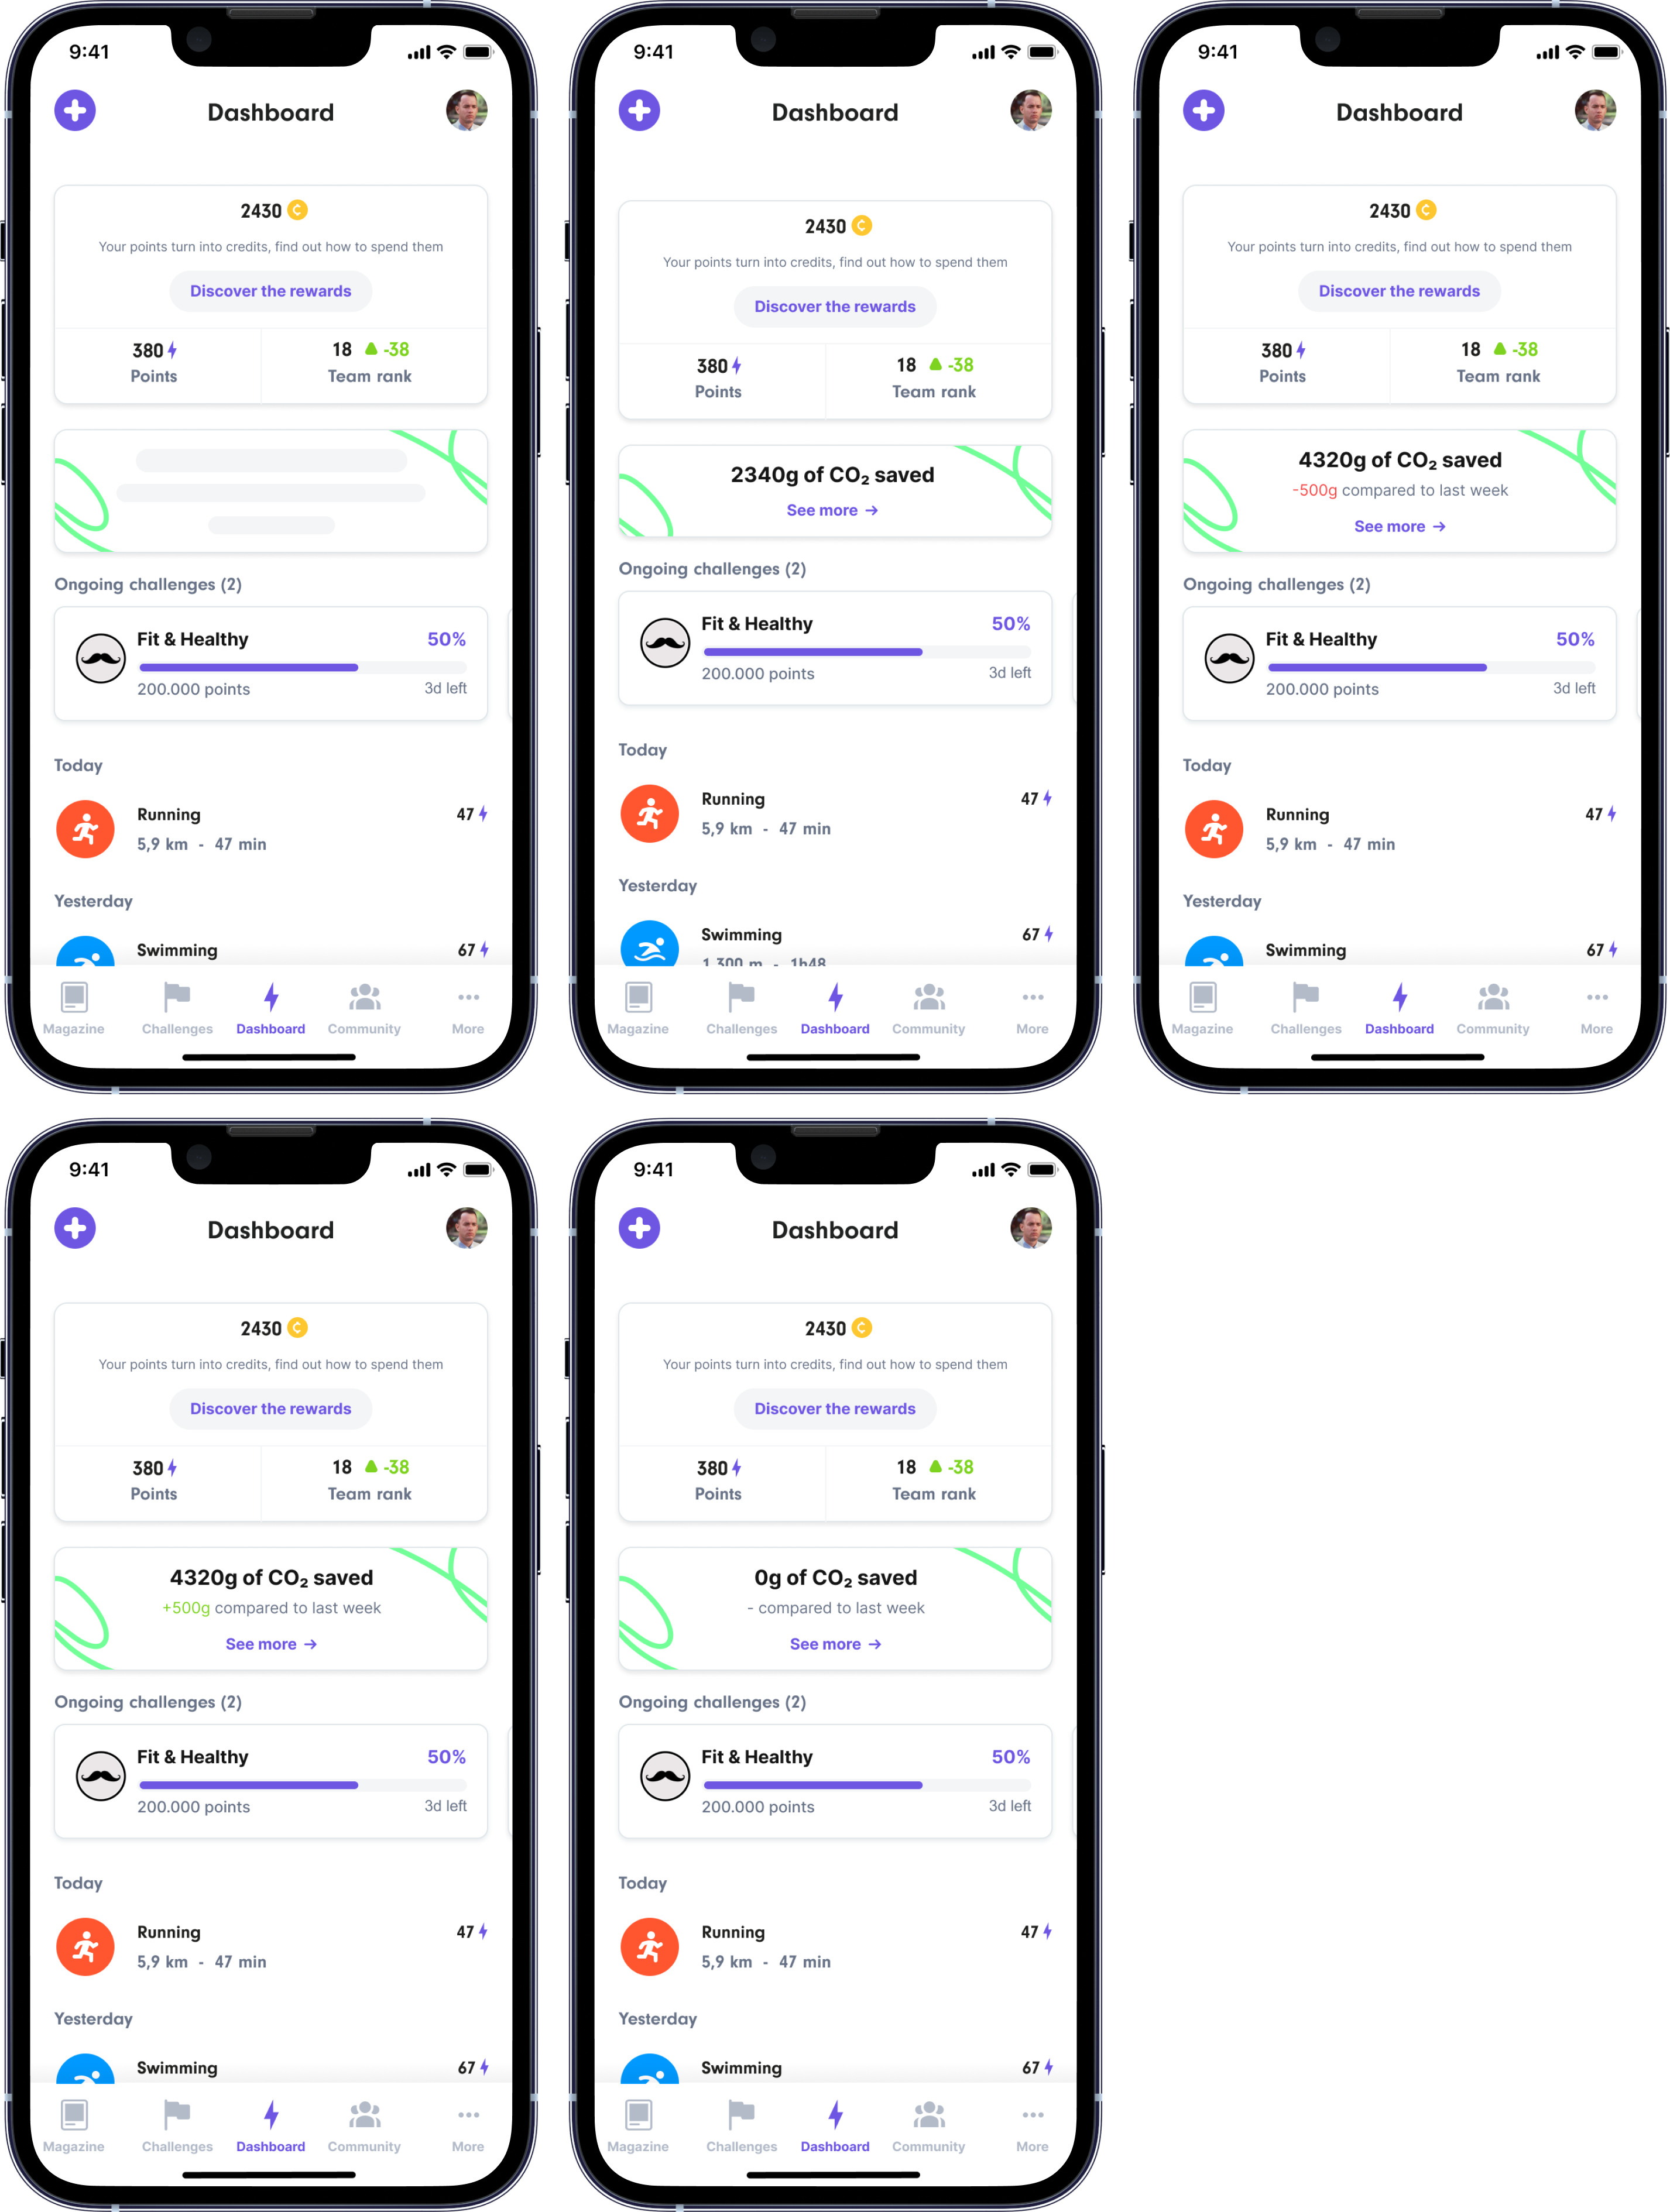 9:41
Dashboard
2430
Your points turn into credits, find out how to spend them
Discover the rewards
380
Points
18 -38
Team rank
Ongoing challenges (2)
Fit & Healthy 50%
200.000 points 3d left
Today
Running 47
5,9 km - 47 min
Yesterday
Swimming 67
Magazine Challenges Dashboard Community More
9:41
Dashboard
2430
Your points turn into credits, find out how to spend them
Discover the rewards
380
Points
18 -38
Team rank
2340g of CO₂ saved
See more →
Ongoing challenges (2)
Fit & Healthy 50%
200.000 points 3d left
Today
Running 47
5,9 km - 47 min
Yesterday
Swimming 67
1 300 m - 1h48
Magazine Challenges Dashboard Community More
9:41
Dashboard
2430
Your points turn into credits, find out how to spend them
Discover the rewards
380
Points
18 -38
Team rank
4320g of CO₂ saved
-500g compared to last week
See more →
Ongoing challenges (2)
Fit & Healthy 50%
200.000 points 3d left
Today
Running 47
5,9 km - 47 min
Yesterday
Swimming 67
Magazine Challenges Dashboard Community More
9:41
Dashboard
2430
Your points turn into credits, find out how to spend them
Discover the rewards
380
Points
18 -38
Team rank
4320g of CO₂ saved
+500g compared to last week
See more →
Ongoing challenges (2)
Fit & Healthy 50%
200.000 points 3d left
Today
Running 47
5,9 km - 47 min
Yesterday
Swimming 67
Magazine Challenges Dashboard Community More
9:41
Dashboard
2430
Your points turn into credits, find out how to spend them
Discover the rewards
380
Points
18 -38
Team rank
0g of CO₂ saved
- compared to last week
See more →
Ongoing challenges (2)
Fit & Healthy 50%
200.000 points 3d left
Today
Running 47
5,9 km - 47 min
Yesterday
Swimming 67
Magazine Challenges Dashboard Community More